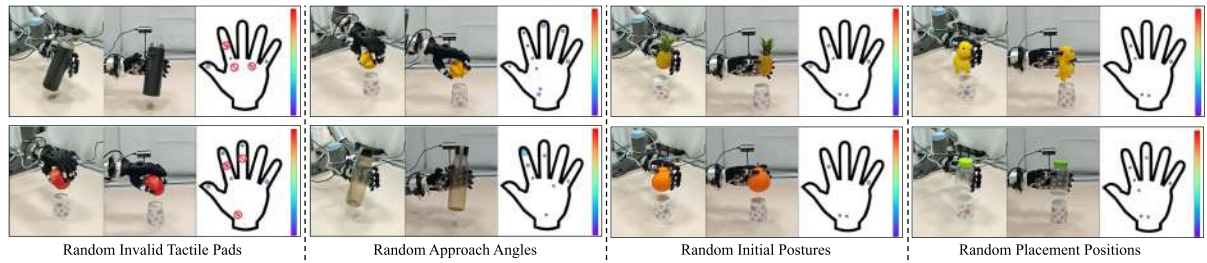 Random Invalid Tactile Pads
Random Approach Angles
Random Initial Postures
Random Placement Positions